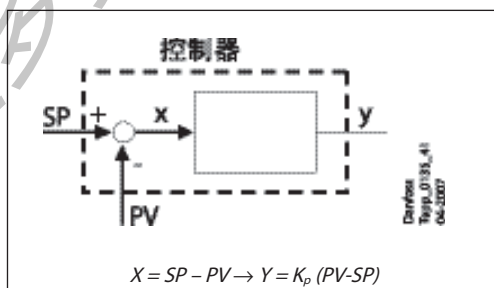 控制器
SP + x y
-
PV
Danfoss
Tapp_0135_41
04-2007
X = SP – PV → Y = Kₚ (PV-SP)